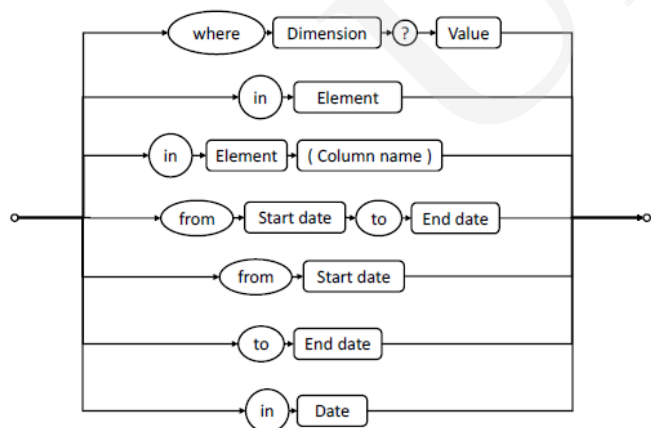 where Dimension ? Value
in Element
in Element ( Column name )
from Start date to End date
from Start date
to End date
in Date